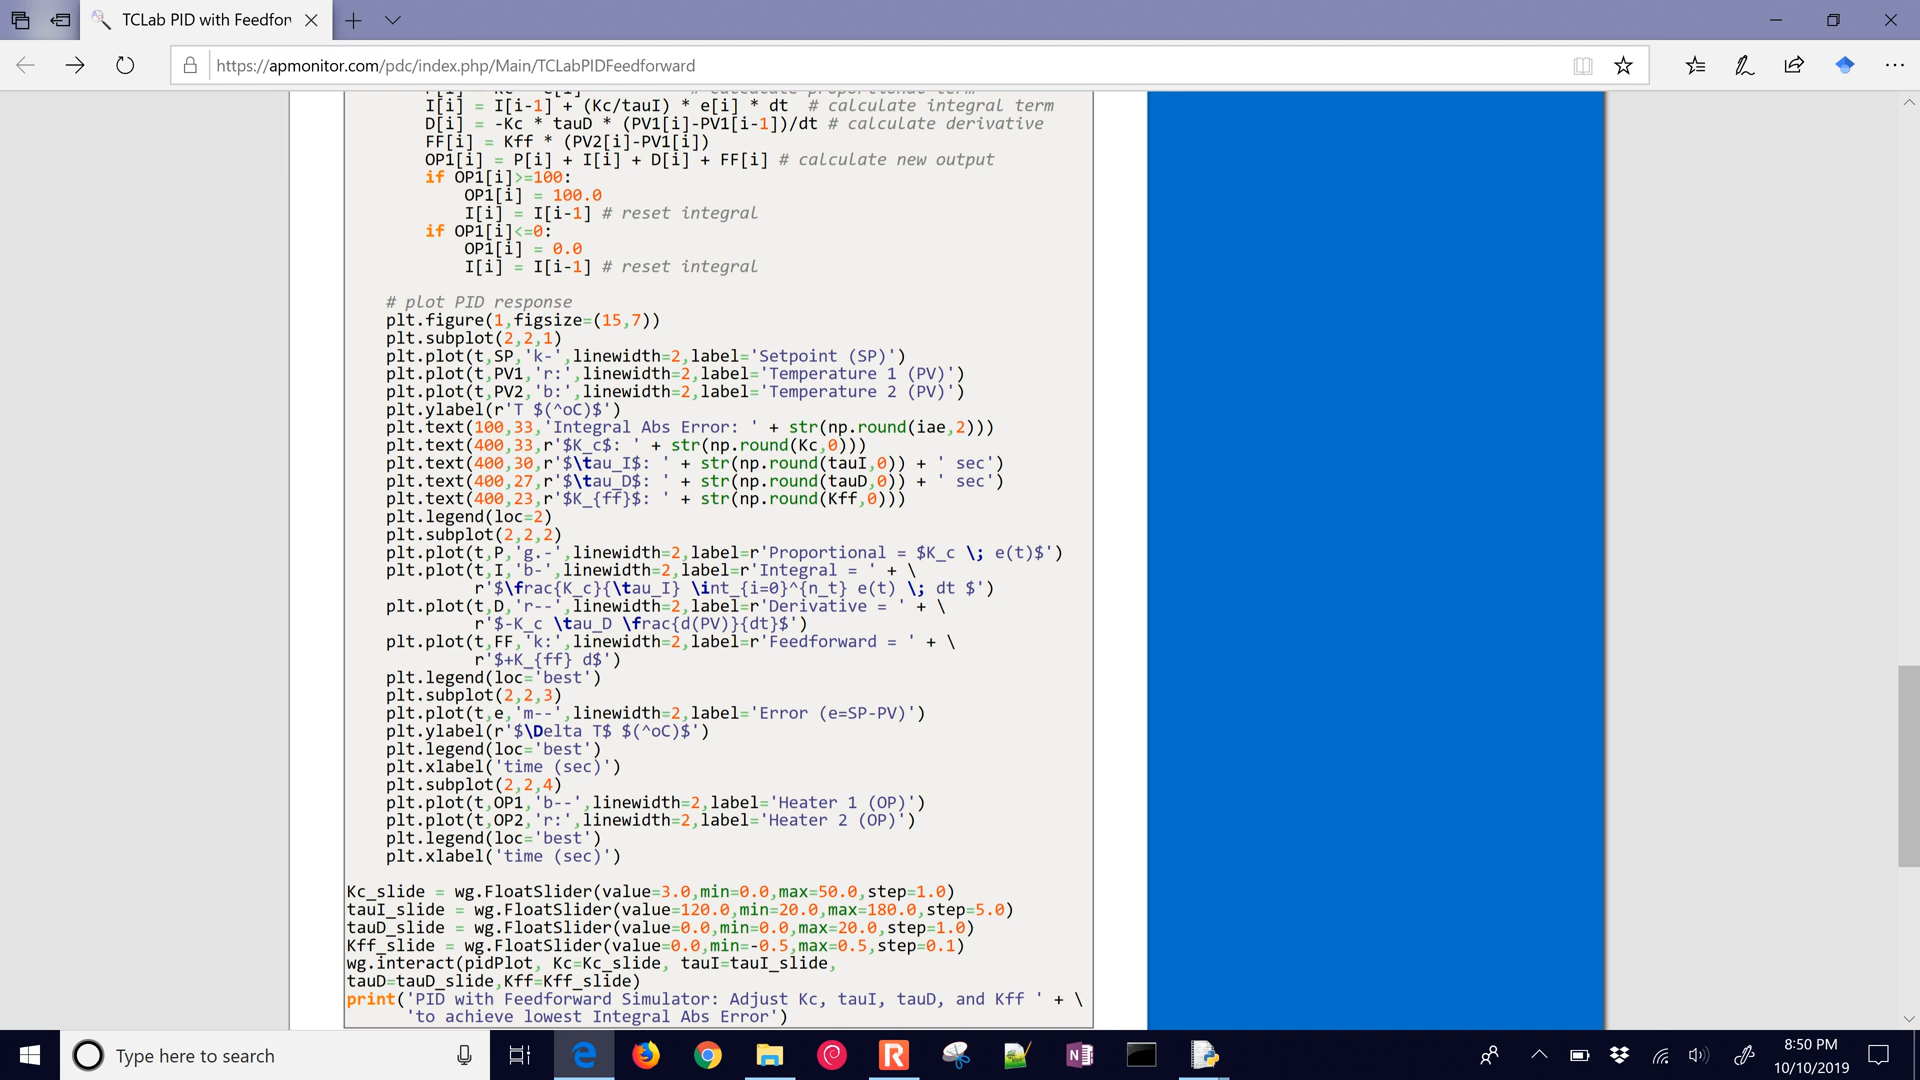 TCLab PID with Feedfor
https://apmonitor.com/pdc/index.php/Main/TCLabPIDFeedforward
I[i] = I[i-1] + (Kc/tauI) * e[i] * dt  # calculate integral term
D[i] = -Kc * tauD * (PV1[i]-PV1[i-1])/dt # calculate derivative
FF[i] = Kff * (PV2[i]-PV1[i])
OP1[i] = P[i] + I[i] + D[i] + FF[i] # calculate new output
if OP1[i]>=100:
OP1[i] = 100.0
I[i] = I[i-1] # reset integral
if OP1[i]<=0:
OP1[i] = 0.0
I[i] = I[i-1] # reset integral
# plot PID response
plt.figure(1,figsize=(15,7))
plt.subplot(2,2,1)
plt.plot(t,SP,'k-',linewidth=2,label='Setpoint (SP)')
plt.plot(t,PV1,'r:',linewidth=2,label='Temperature 1 (PV)')
plt.plot(t,PV2,'b:',linewidth=2,label='Temperature 2 (PV)')
plt.ylabel(r'T $(^oC)$')
plt.text(100,33,'Integral Abs Error: ' + str(np.round(iae,2)))
plt.text(400,33,r'$K_c$: ' + str(np.round(Kc,0)))
plt.text(400,30,r'$\tau_I$: ' + str(np.round(tauI,0)) + ' sec')
plt.text(400,27,r'$\tau_D$: ' + str(np.round(tauD,0)) + ' sec')
plt.text(400,23,r'$K_{ff}$: ' + str(np.round(Kff,0)))
plt.legend(loc=2)
plt.subplot(2,2,2)
plt.plot(t,P,'g.-',linewidth=2,label=r'Proportional = $K_c \; e(t)$')
plt.plot(t,I,'b-',linewidth=2,label=r'Integral = ' + \
r'$\frac{K_c}{\tau_I} \int_{i=0}^{n_t} e(t) \; dt $')
plt.plot(t,D,'r--',linewidth=2,label=r'Derivative = ' + \
r'$-K_c \tau_D \frac{d(PV)}{dt}$')
plt.plot(t,FF,'k:',linewidth=2,label=r'Feedforward = ' + \
r'$+K_{ff} d$')
plt.legend(loc='best')
plt.subplot(2,2,3)
plt.plot(t,e,'m--',linewidth=2,label='Error (e=SP-PV)')
plt.ylabel(r'$\Delta T$ $(^oC)$')
plt.legend(loc='best')
plt.xlabel('time (sec)')
plt.subplot(2,2,4)
plt.plot(t,OP1,'b--',linewidth=2,label='Heater 1 (OP)')
plt.plot(t,OP2,'r:',linewidth=2,label='Heater 2 (OP)')
plt.legend(loc='best')
plt.xlabel('time (sec)')
Kc_slide = wg.FloatSlider(value=3.0,min=0.0,max=50.0,step=1.0)
tauI_slide = wg.FloatSlider(value=120.0,min=20.0,max=180.0,step=5.0)
tauD_slide = wg.FloatSlider(value=0.0,min=0.0,max=20.0,step=1.0)
Kff_slide = wg.FloatSlider(value=0.0,min=-0.5,max=0.5,step=0.1)
wg.interact(pidPlot, Kc=Kc_slide, tauI=tauI_slide,
tauD=tauD_slide,Kff=Kff_slide)
print('PID with Feedforward Simulator: Adjust Kc, tauI, tauD, and Kff ' + \
'to achieve lowest Integral Abs Error')
Type here to search
8:50 PM
10/10/2019